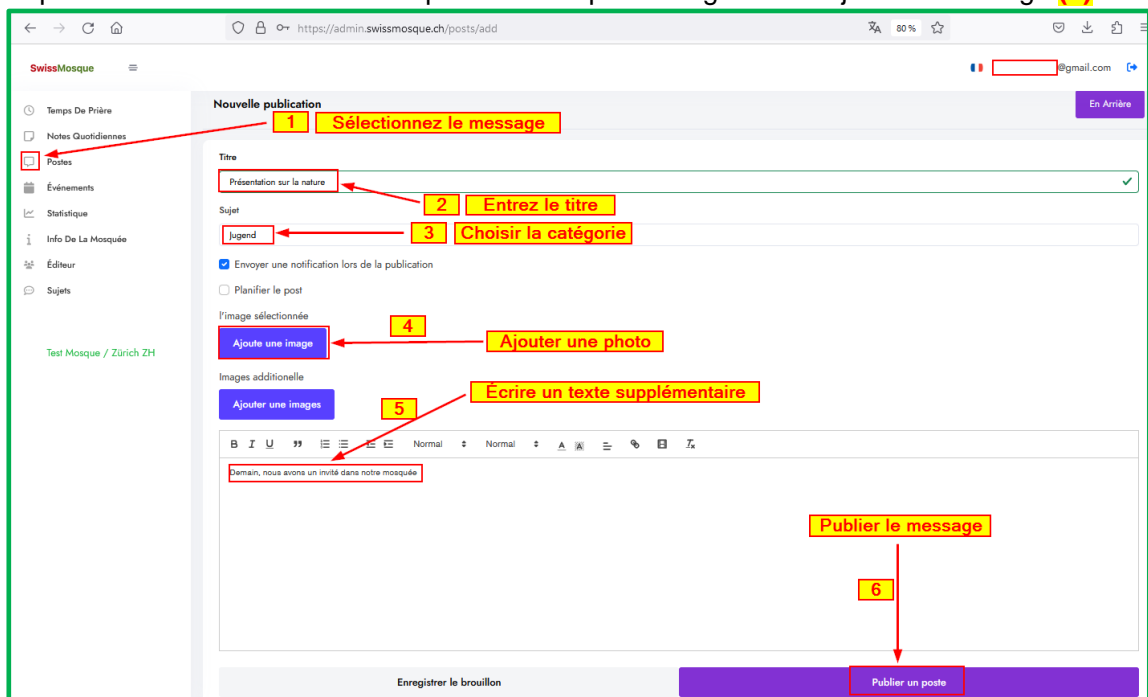 https://admin.swissmosque.ch/posts/add
80%
SwissMosque
@gmail.com
Temps De Prière
Notes Quotidiennes
Postes
Événements
Statistique
Info De La Mosquée
Éditeur
Sujets
Test Mosque / Zürich ZH
Nouvelle publication
En Arrière
1 Sélectionnez le message
Titre
Présentation sur la nature
2 Entrez le titre
Sujet
Jugend
3 Choisir la catégorie
Envoyer une notification lors de la publication
Planifier le post
l'image sélectionnée
4
Ajoute une image
Ajouter une photo
Images additionelle
Écrire un texte supplémentaire
Ajouter une images
5
B I U Normal Normal A A
Demain, nous avons un invité dans notre mosquée
Publier le message
6
Enregistrer le brouillon
Publier un poste